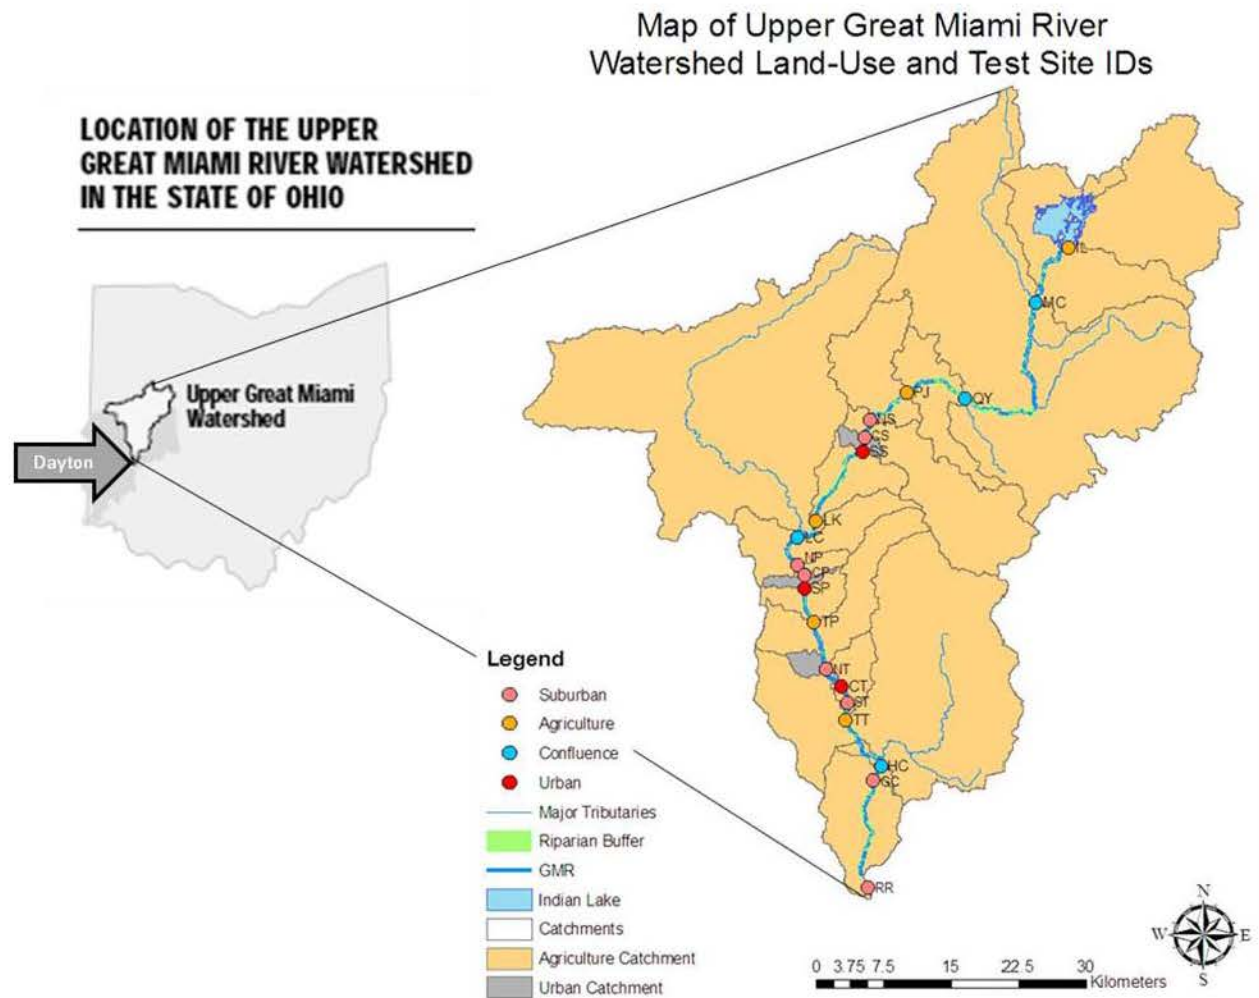 Map of Upper Great Miami River
Watershed Land-Use and Test Site IDs
LOCATION OF THE UPPER
GREAT MIAMI RIVER WATERSHED
IN THE STATE OF OHIO
Upper Great Miami
Watershed
Dayton
IL
MC
PJ
QY
NS
CS
SS
LK
LC
NP
CP
SP
TP
NT
CT
ST
TT
HC
GC
RR
Legend
Suburban
Agriculture
Confluence
Urban
Major Tributaries
Riparian Buffer
GMR
Indian Lake
Catchments
Agriculture Catchment
Urban Catchment
N
W E
S
0 3.75 7.5 15 22.5 30
Kilometers